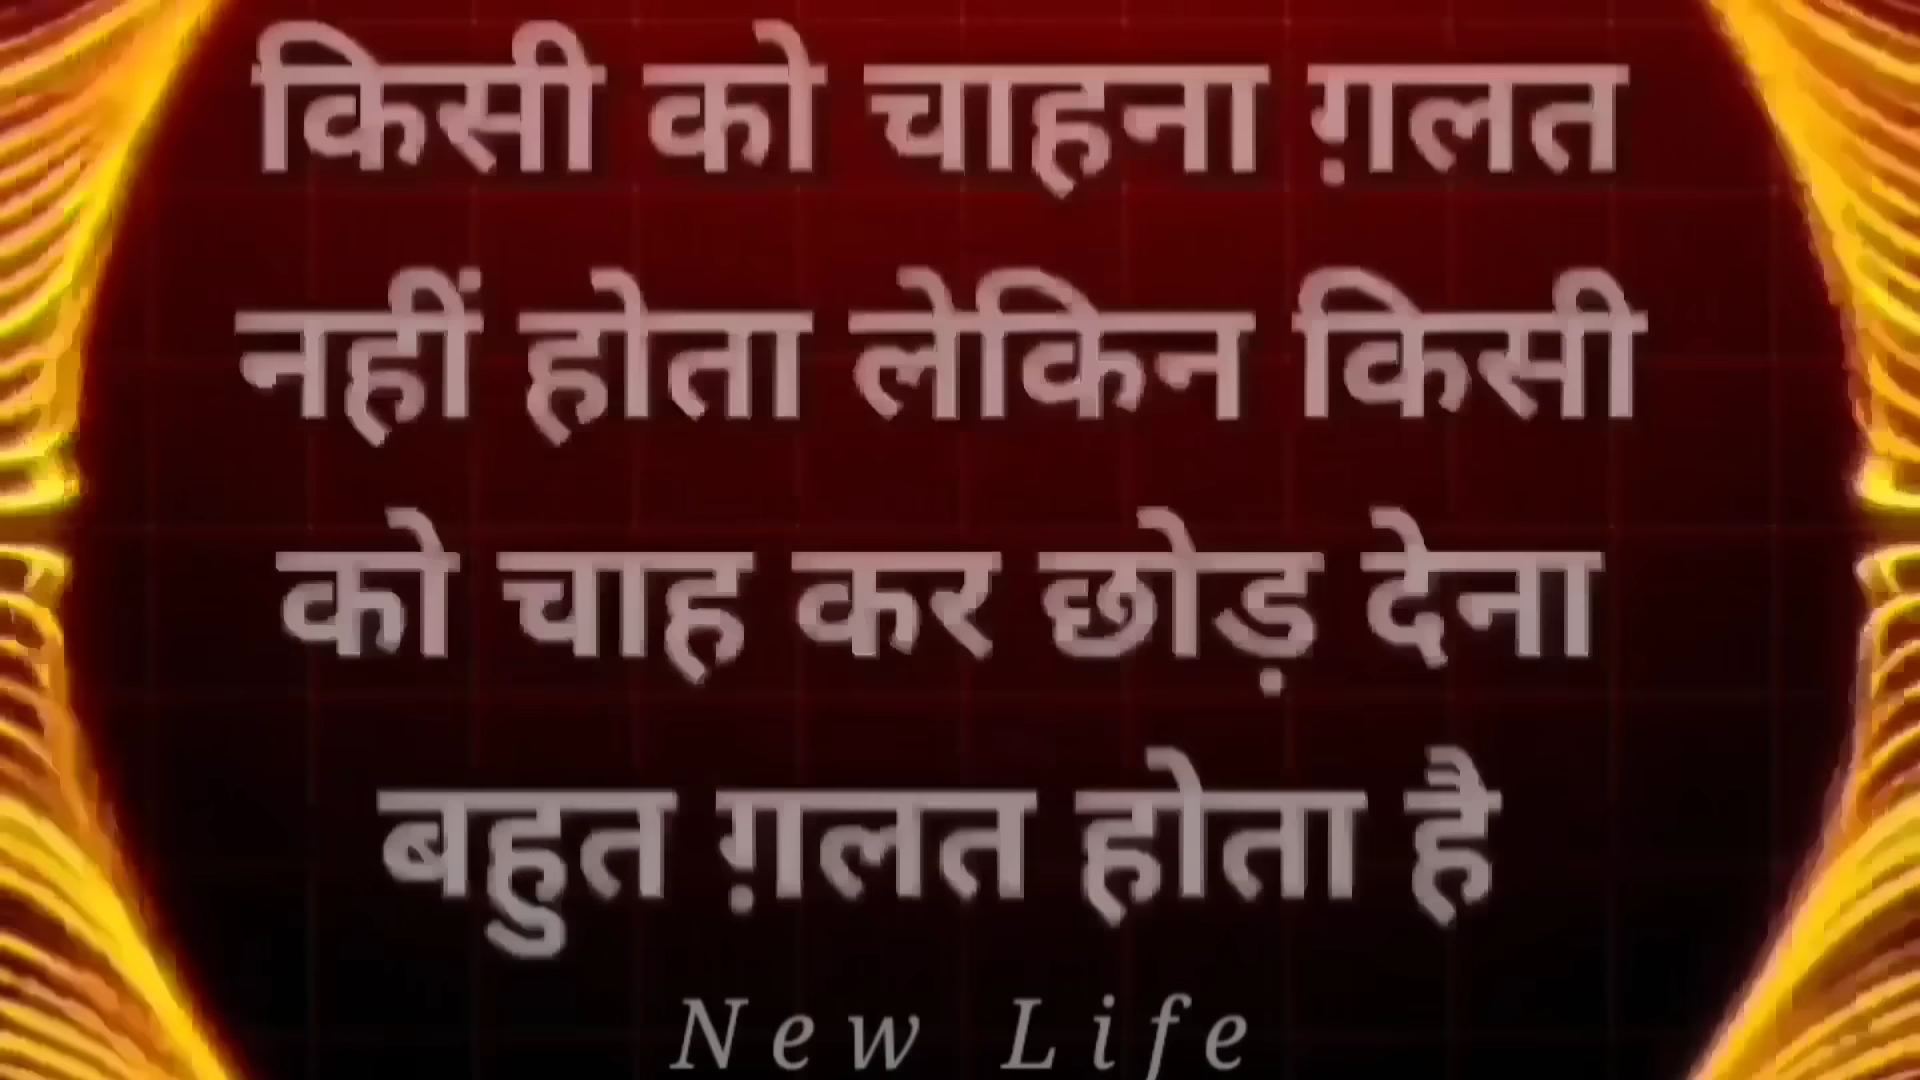 किसी को चाहना ग़लत
नहीं होता लेकिन किसी
को चाह कर छोड़ देना
बहुत ग़लत होता है
New Life